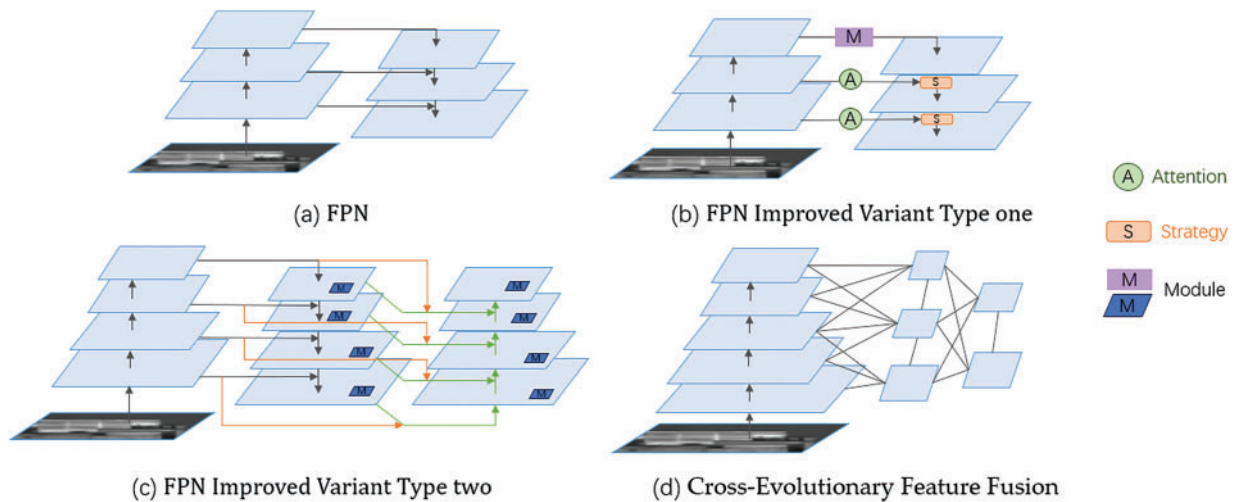 M
A
S
A
S
(a) FPN
(b) FPN Improved Variant Type one
A Attention
S Strategy
M
M Module
M
M
M
M
M
M
M
M
(c) FPN Improved Variant Type two
(d) Cross-Evolutionary Feature Fusion